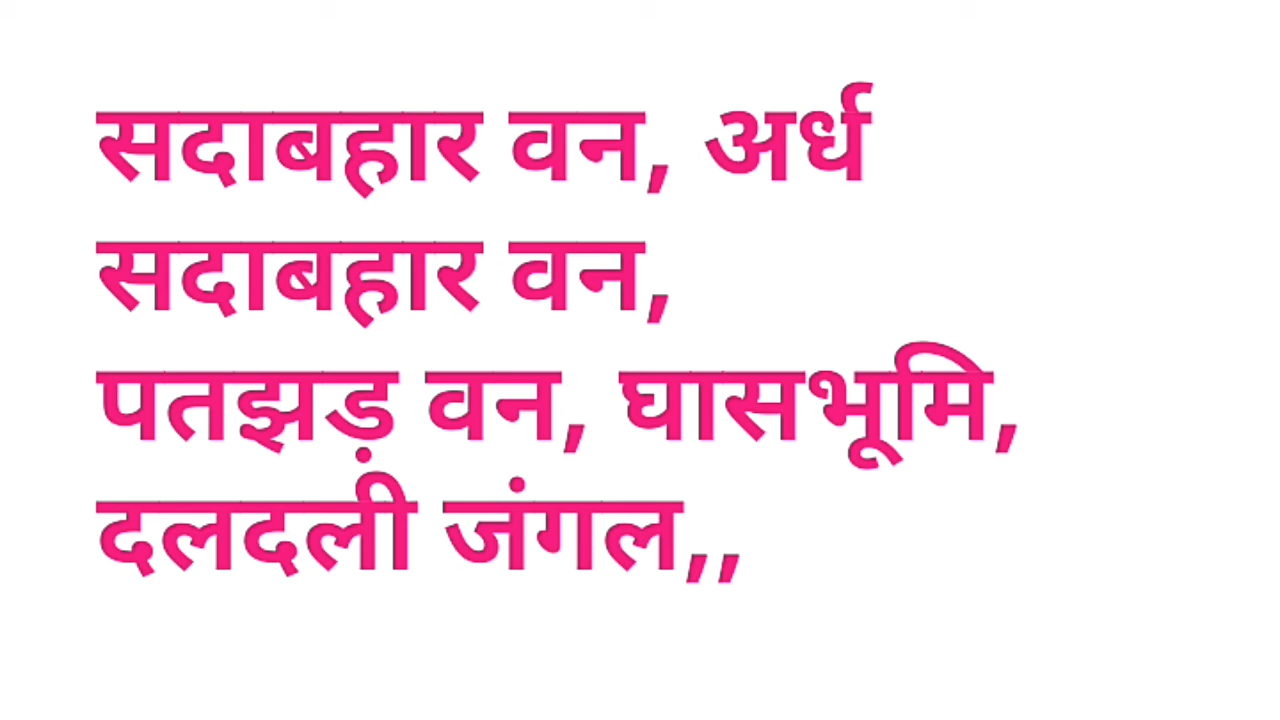 सदाबहार वन, अर्ध
सदाबहार वन,
पतझड़ वन, घासभूमि,
दलदली जंगल,,